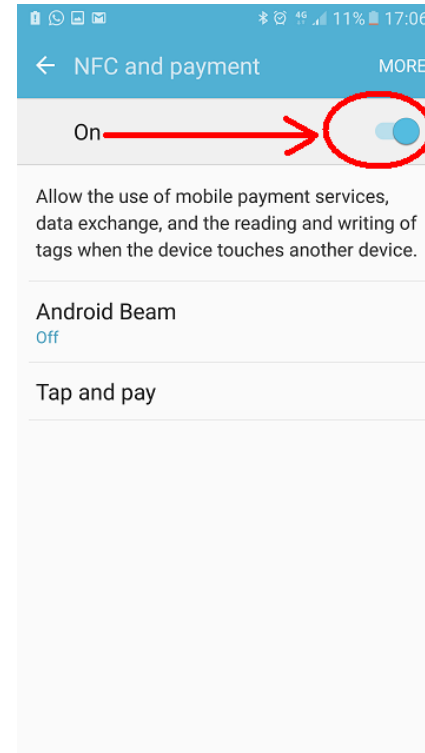 4G 11% 17:06
NFC and payment MORE
On
Allow the use of mobile payment services,
data exchange, and the reading and writing of
tags when the device touches another device.
Android Beam
Off
Tap and pay